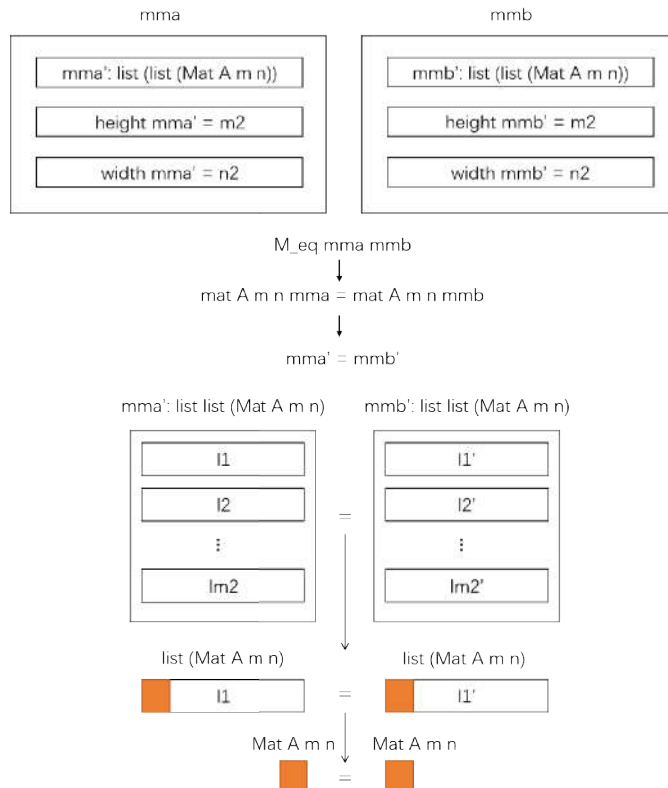 mma
mmb
mma’: list (list (Mat A m n))
mmb’: list (list (Mat A m n))
height mma’ = m2
height mmb’ = m2
width mma’ = n2
width mmb’ = n2
M_eq mma mmb
mat A m n mma = mat A m n mmb
mma’ = mmb’
mma’: list list (Mat A m n)
mmb’: list list (Mat A m n)
l1
l1’
l2
l2’
=
⋮
⋮
lm2
lm2’
list (Mat A m n)
list (Mat A m n)
l1
=
l1’
Mat A m n
Mat A m n
=